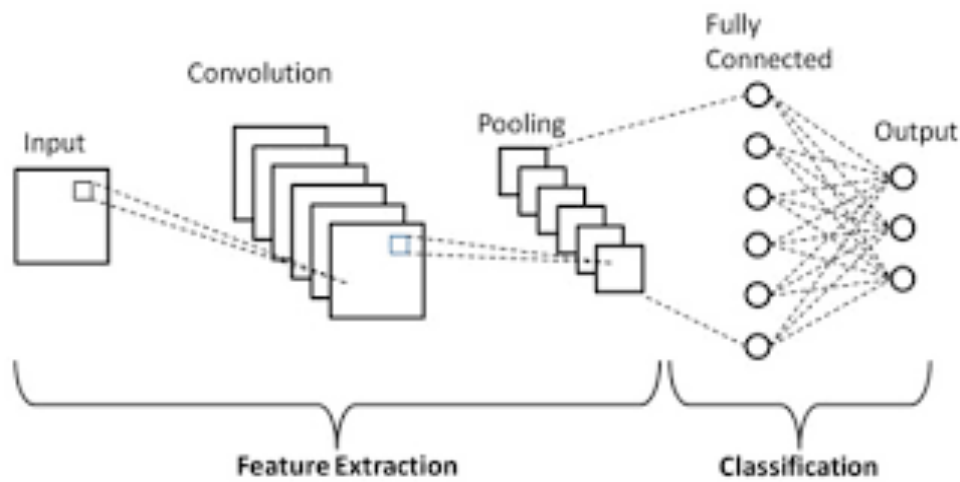 Input
Convolution
Pooling
Fully
Connected
Output
Feature Extraction
Classification